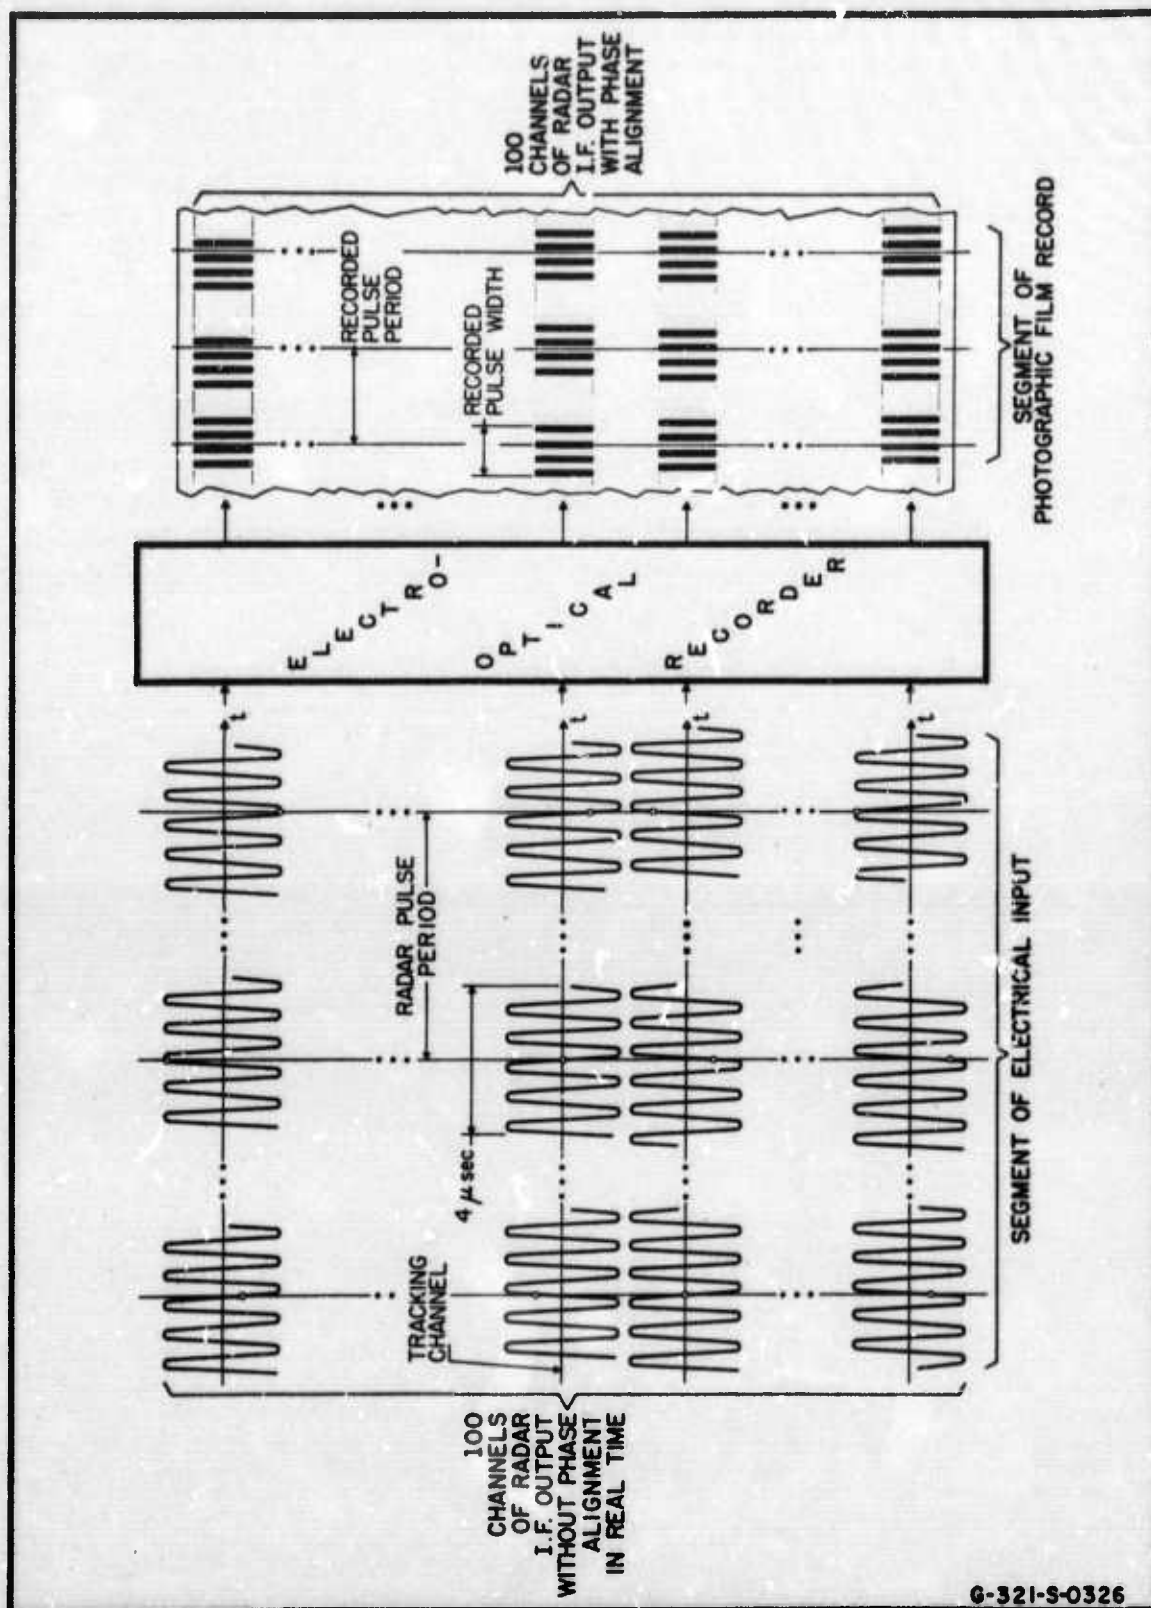 100
CHANNELS
OF RADAR
I.F. OUTPUT
WITHOUT PHASE
ALIGNMENT
IN REAL TIME
TRACKING
CHANNEL
4 μ sec
RADAR PULSE
PERIOD
t
t
t
t
SEGMENT OF ELECTRICAL INPUT
ELECTRO-
OPTICAL
RECORDER
RECORDED
PULSE
PERIOD
RECORDED
PULSE WIDTH
100
CHANNELS
OF RADAR
I.F. OUTPUT
WITH PHASE
ALIGNMENT
SEGMENT OF
PHOTOGRAPHIC FILM RECORD
G-321-S-0326